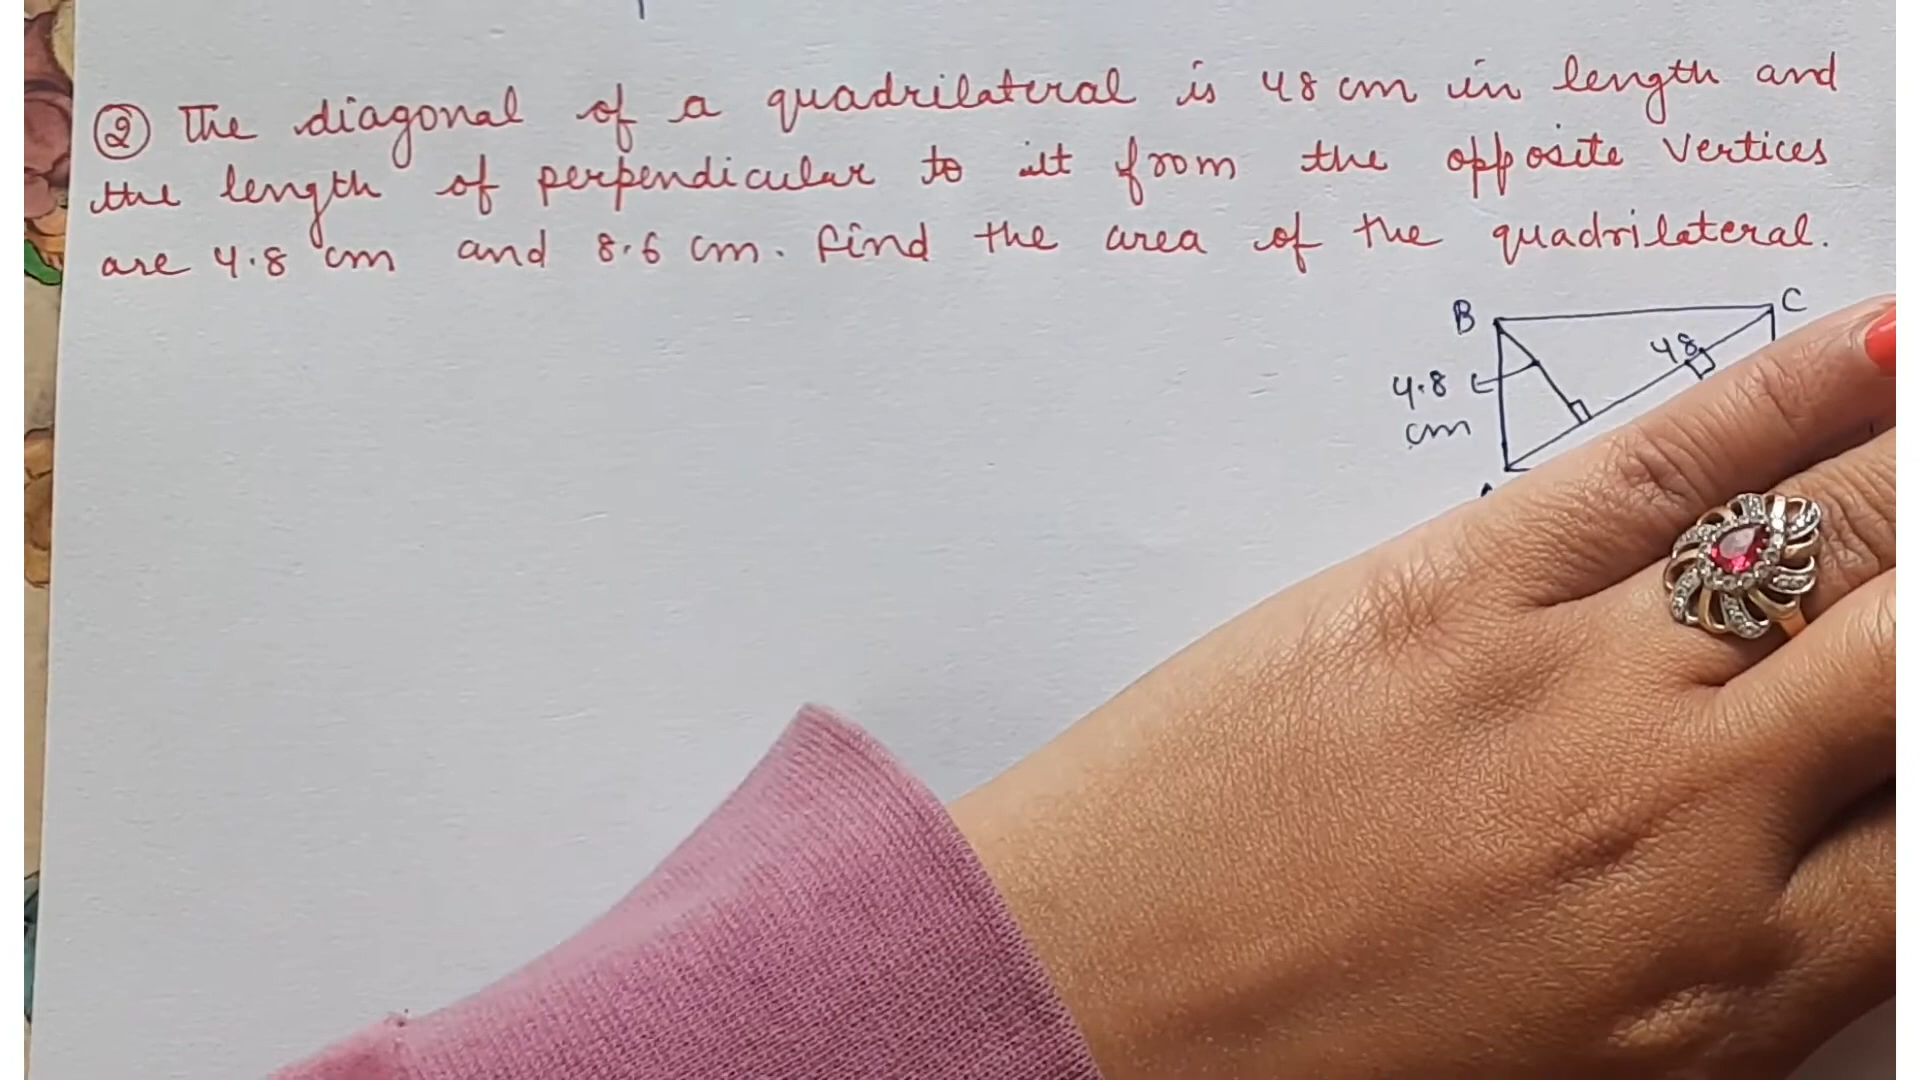 ② The diagonal of a quadrilateral is 48 cm in length and
the length of perpendicular to it from the opposite vertices
are 4.8 cm and 8.6 cm. find the area of the quadrilateral.
B
C
48
4.8
cm